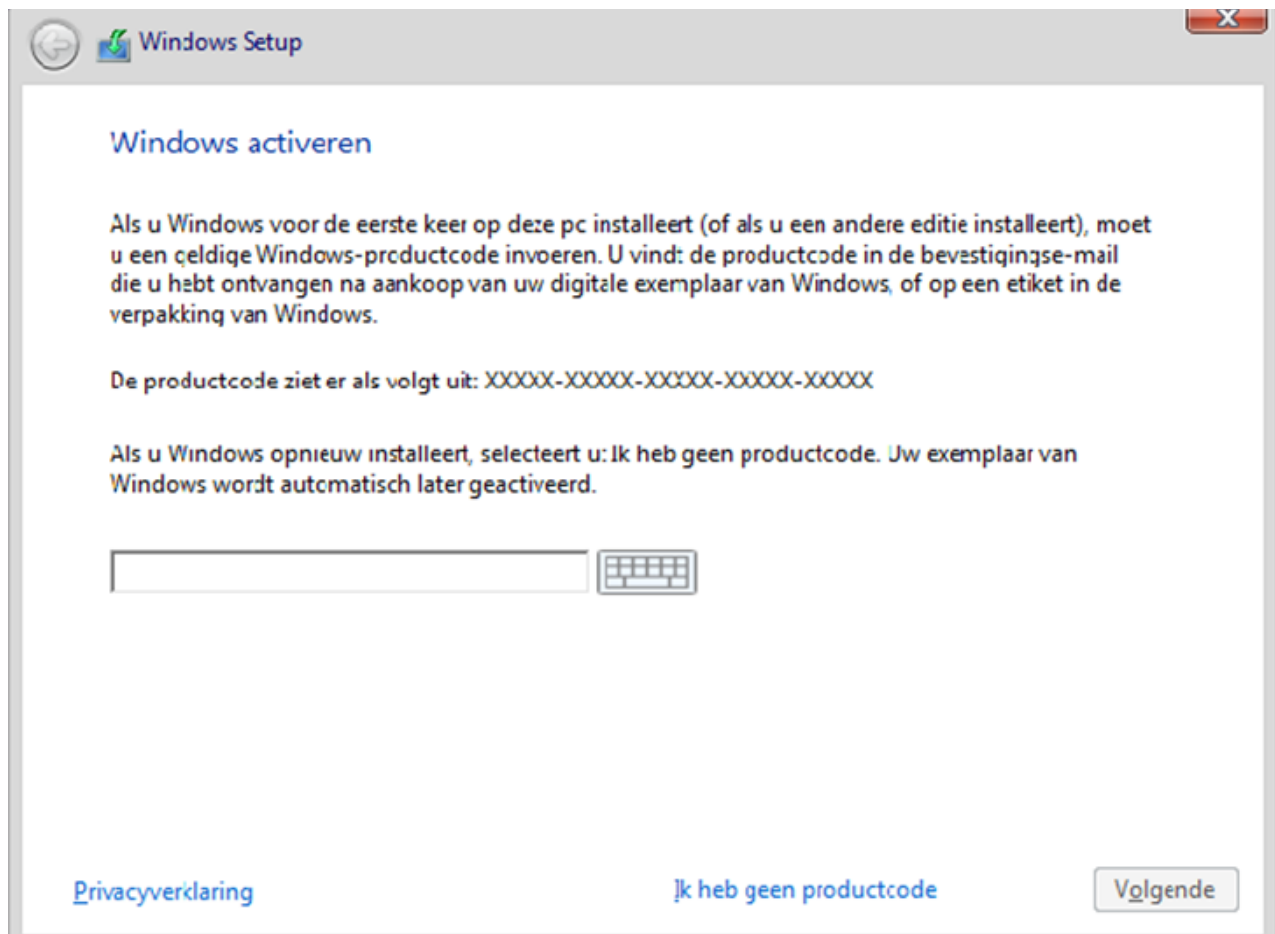 Windows Setup
Windows activeren
Als u Windows voor de eerste keer op deze pc installeert (of als u een andere editie installeert), moet
u een geldige Windows-productcode invoeren. U vindt de productcode in de bevestigingse-mail
die u hebt ontvangen na aankoop van uw digitale exemplaar van Windows, of op een etiket in de
verpakking van Windows.
De productcode ziet er als volgt uit: XXXXX-XXXXX-XXXXX-XXXXX-XXXXX
Als u Windows opnieuw installeert, selecteert u: Ik heb geen productcode. Uw exemplaar van
Windows wordt automatisch later geactiveerd.
Privacyverklaring
Ik heb geen productcode
Volgende